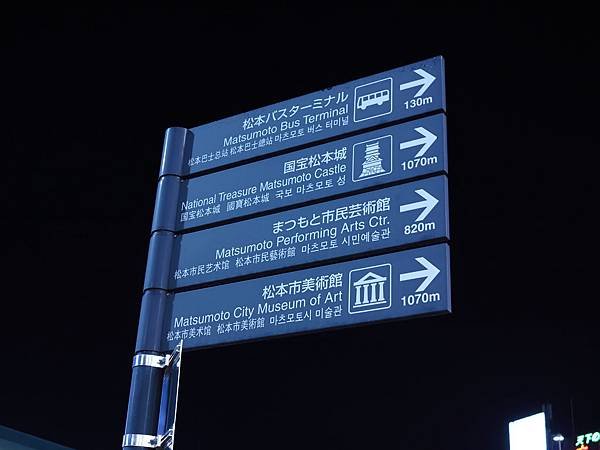 松本バスターミナル
Matsumoto Bus Terminal
松本巴士总站 松本巴士總站 마츠모토 버스 터미널
130m
国宝松本城
National Treasure Matsumoto Castle
国宝松本城 國寶松本城 국보 마츠모토 성
1070m
まつもと市民芸術館
Matsumoto Performing Arts Ctr.
松本市民艺术馆 松本市民藝術館 마츠모토 시민예술관
820m
松本市美術館
Matsumoto City Museum of Art
松本市美术馆 松本市美術館 마츠모토시 미술관
1070m
天下の